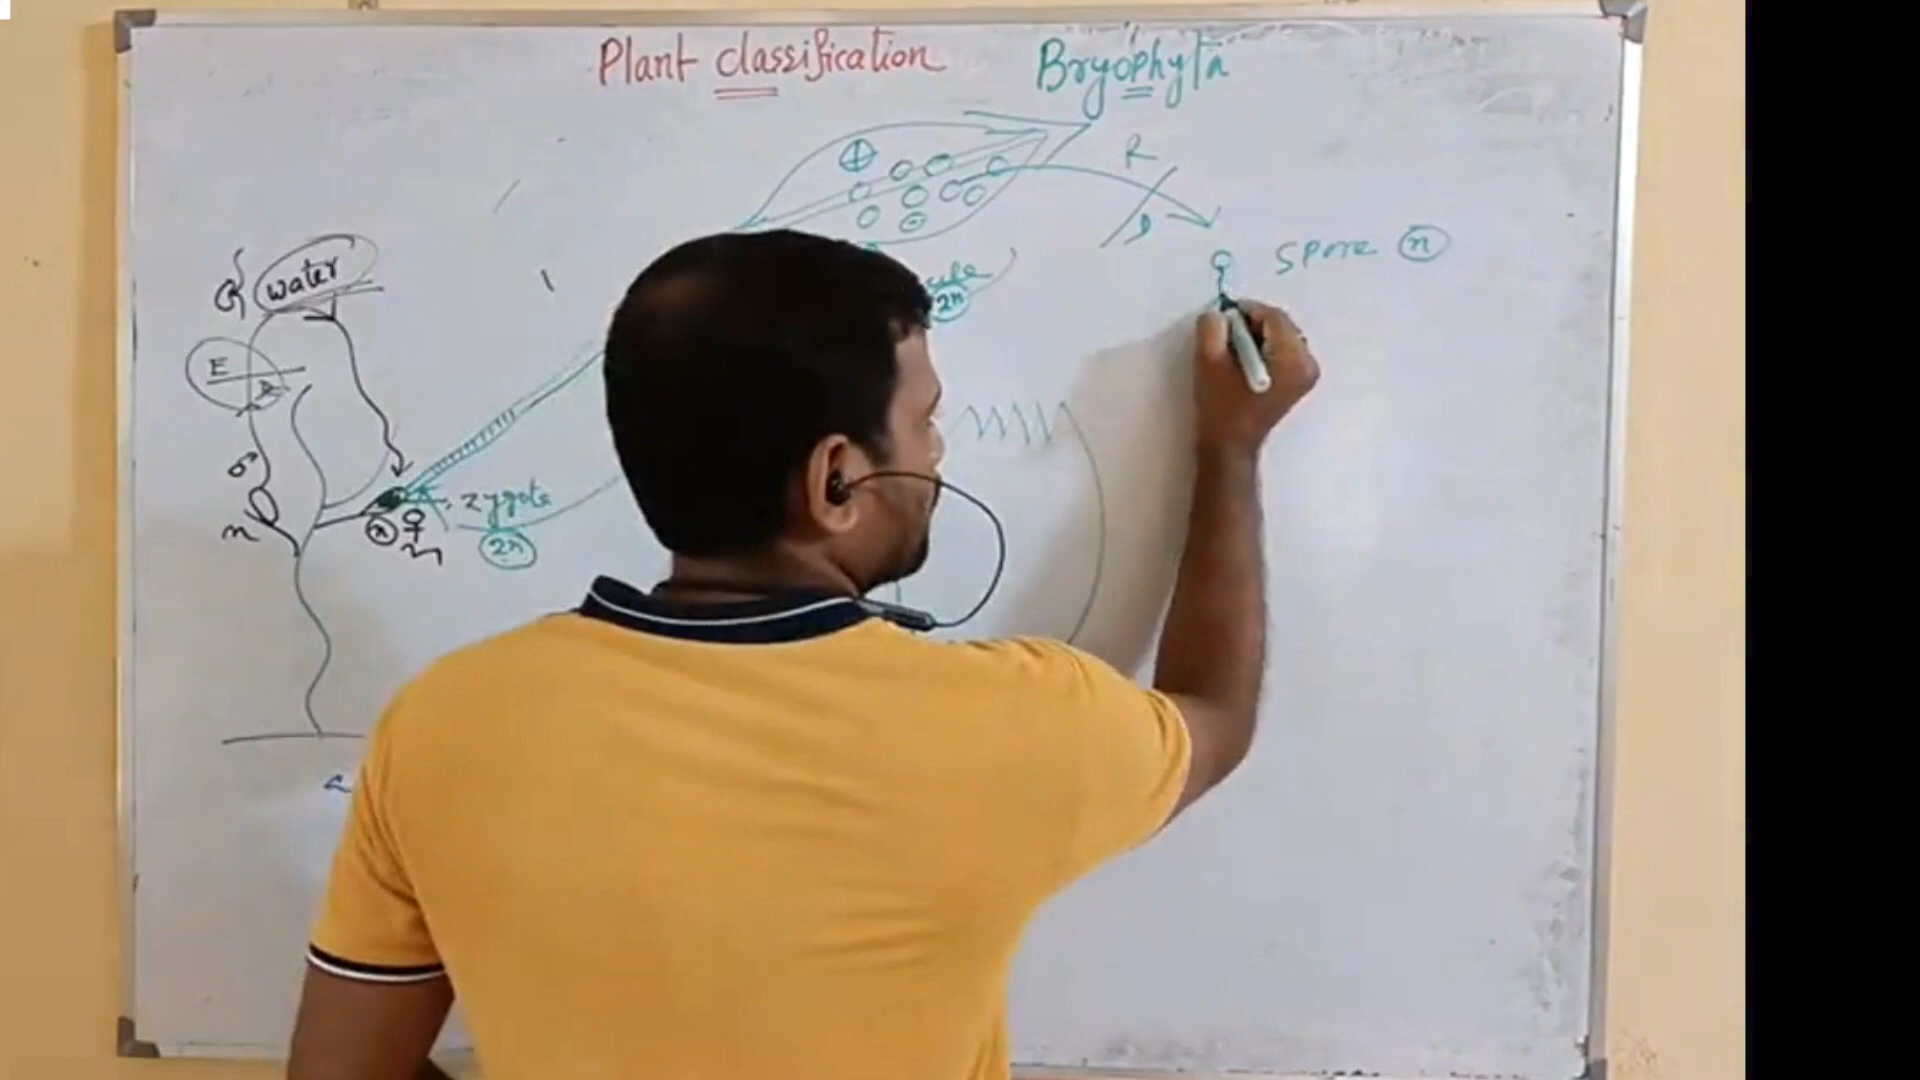 Plant classification Bryophyta
R
D
water
Spore n
2n
E
n
n ♀
zygote
2n